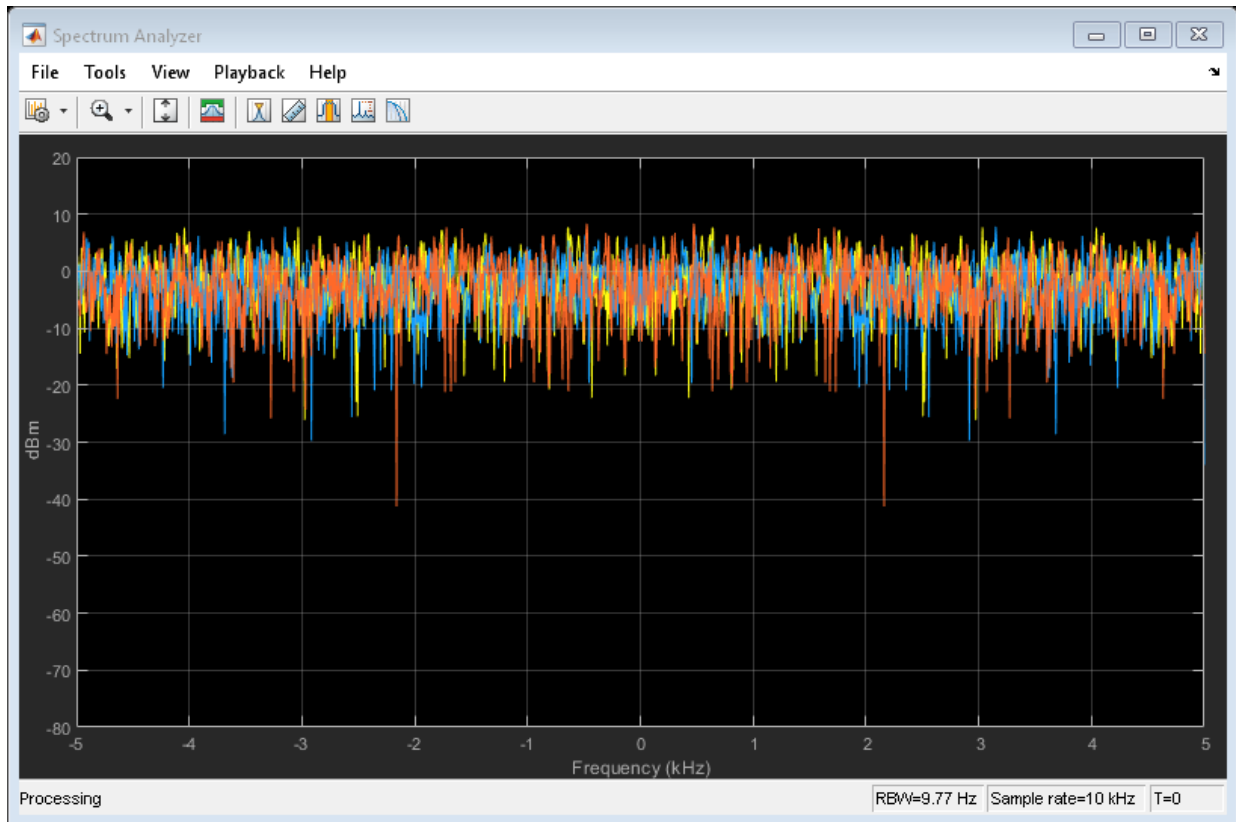 Spectrum Analyzer
File Tools View Playback Help
20
10
0
-10
-20
-30
-40
-50
-60
-70
-80
dBm
-5 -4 -3 -2 -1 0 1 2 3 4 5
Frequency (kHz)
Processing RBW=9.77 Hz Sample rate=10 kHz T=0